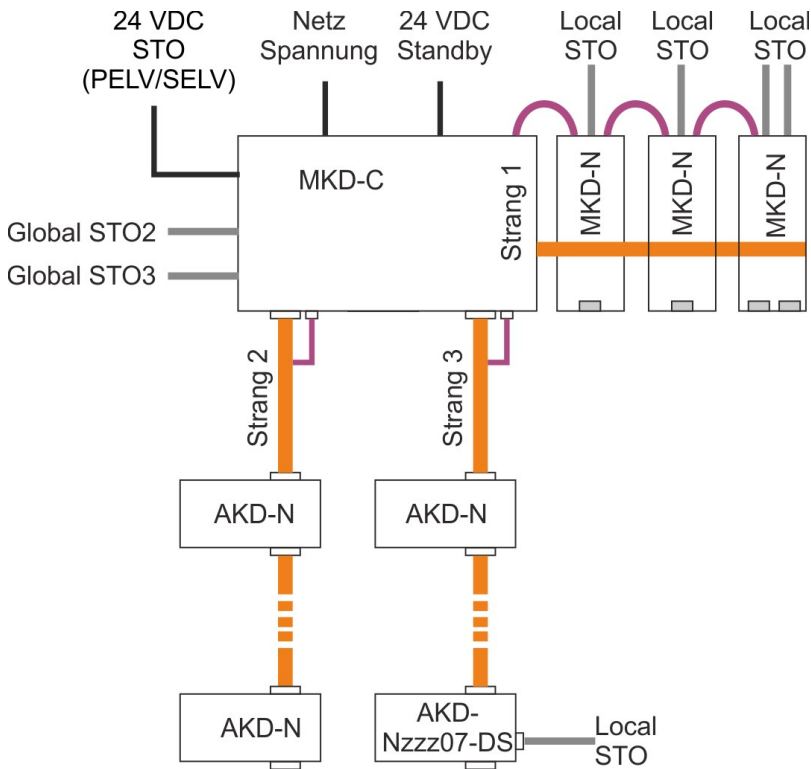 24 VDC
STO
(PELV/SELV)
Netz
Spannung
24 VDC
Standby
Local
STO
Local
STO
Local
STO
MKD-C
Strang 1
MKD-N
MKD-N
MKD-N
Global STO2
Global STO3
Strang 2
Strang 3
AKD-N
AKD-N
AKD-N
AKD-
Nzzz07-DS
Local
STO